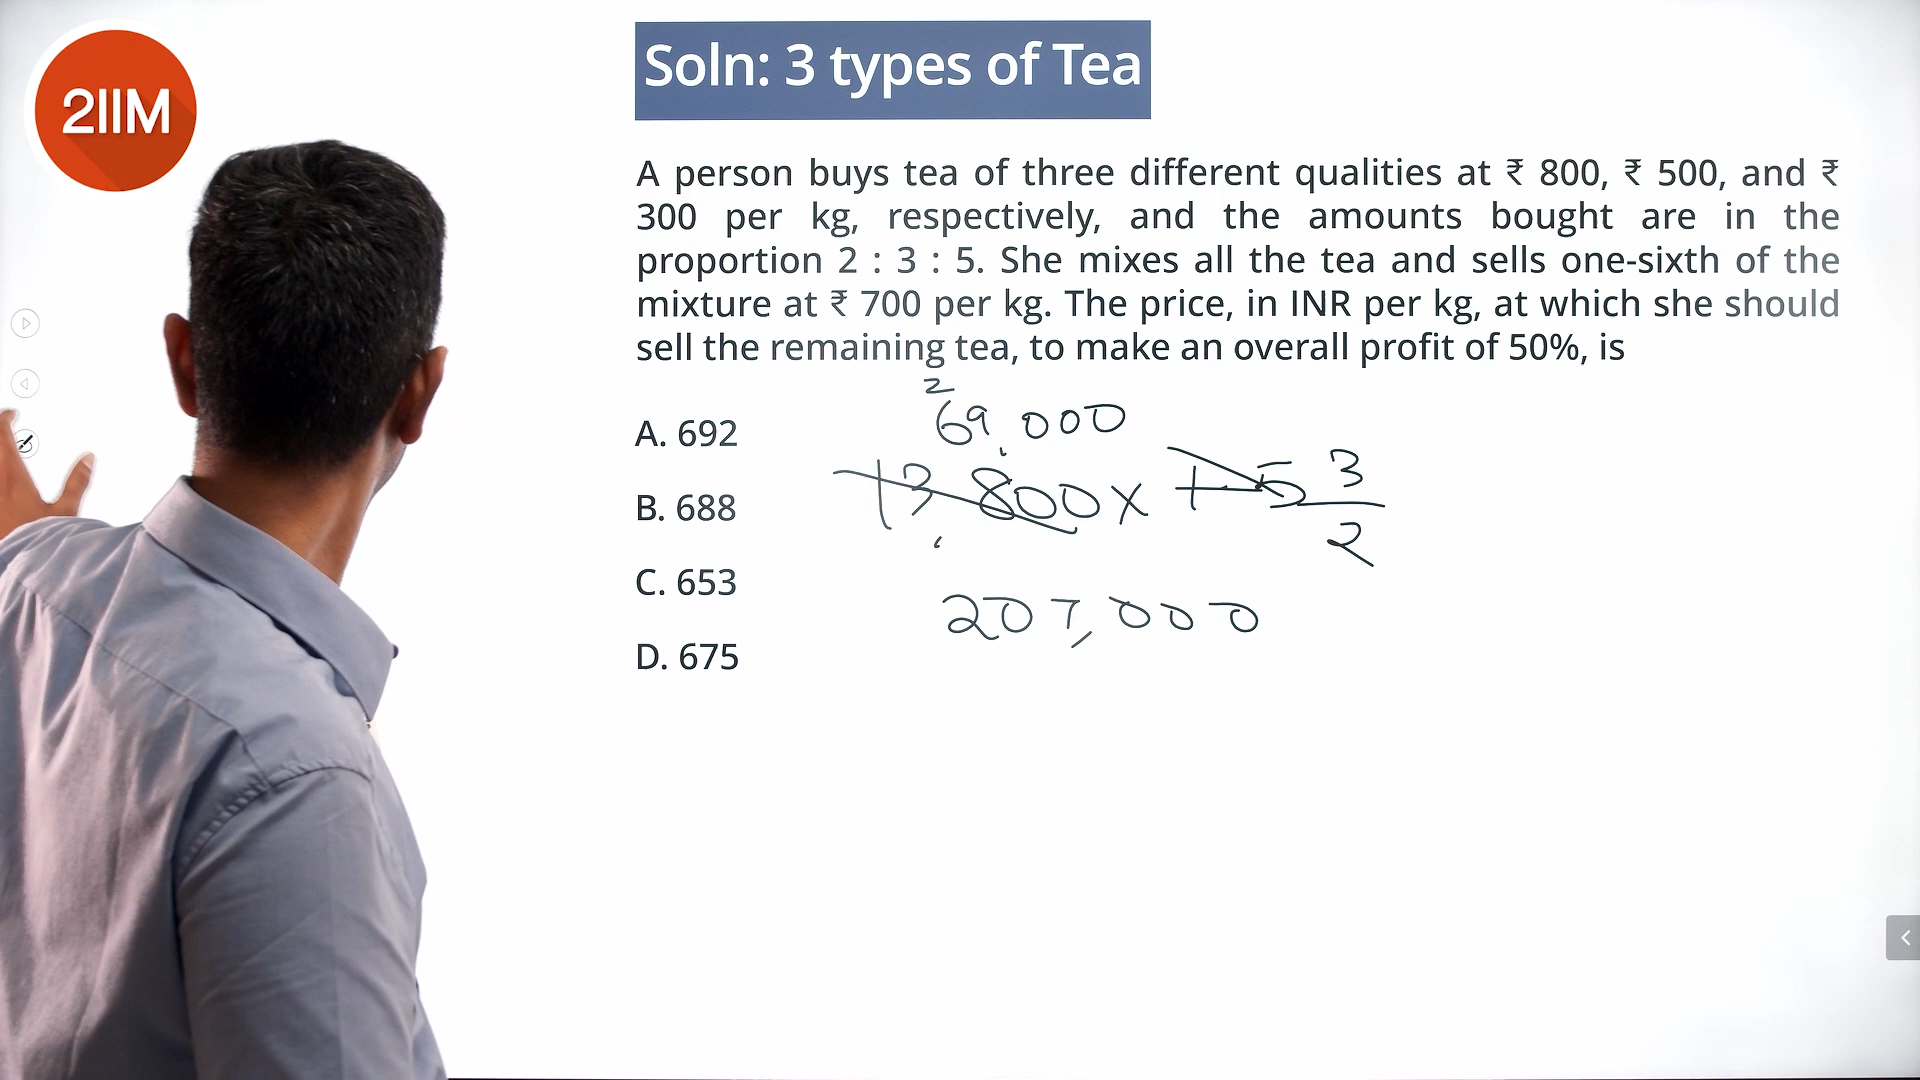 2IIM
Soln: 3 types of Tea
A person buys tea of three different qualities at ₹ 800, ₹ 500, and ₹
300 per kg, respectively, and the amounts bought are in the
proportion 2 : 3 : 5. She mixes all the tea and sells one-sixth of the
mixture at ₹ 700 per kg. The price, in INR per kg, at which she should
sell the remaining tea, to make an overall profit of 50%, is
A. 692
B. 688
C. 653
D. 675
2
69,000
13,800 x 1.5 3
2
207,000